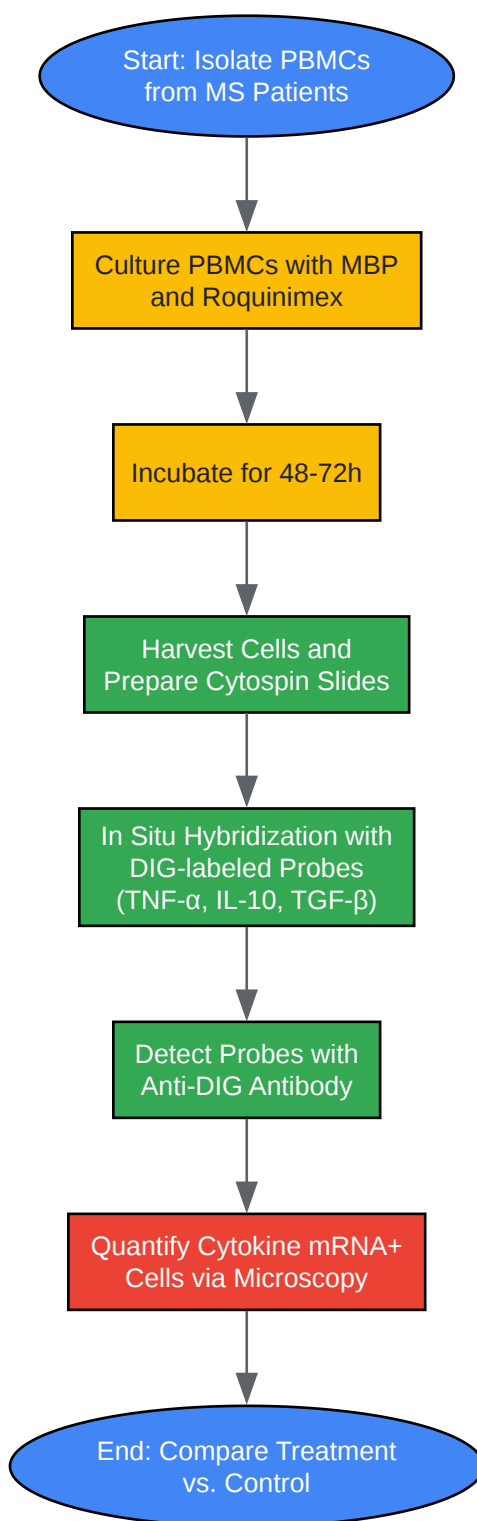 Start: Isolate PBMCs
from MS Patients
Culture PBMCs with MBP
and Roquinimex
Incubate for 48-72h
Harvest Cells and
Prepare Cytospin Slides
In Situ Hybridization with
DIG-labeled Probes
(TNF-α, IL-10, TGF-β)
Detect Probes with
Anti-DIG Antibody
Quantify Cytokine mRNA+
Cells via Microscopy
End: Compare Treatment
vs. Control